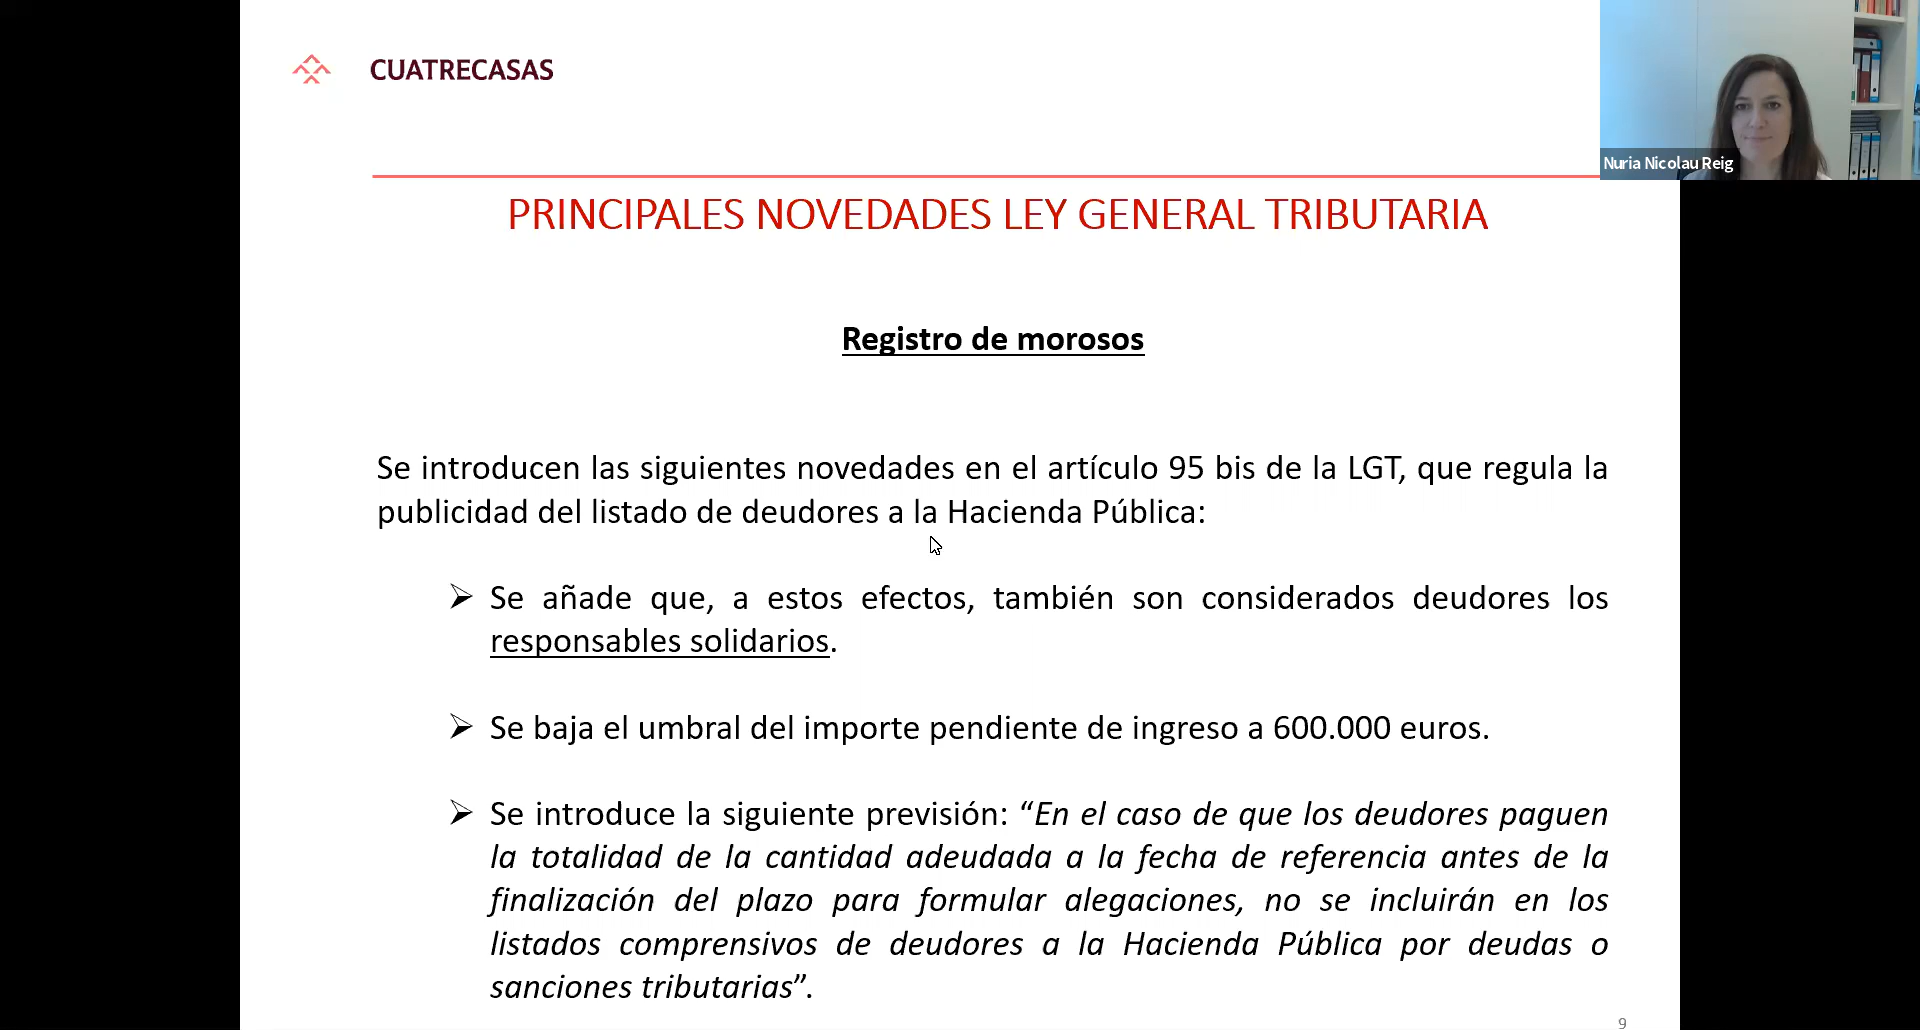 CUATRECASAS
Nuria Nicolau Reig
PRINCIPALES NOVEDADES LEY GENERAL TRIBUTARIA
Registro de morosos
Se introducen las siguientes novedades en el artículo 95 bis de la LGT, que regula la
publicidad del listado de deudores a la Hacienda Pública:
➢ Se añade que, a estos efectos, también son considerados deudores los
responsables solidarios.
➢ Se baja el umbral del importe pendiente de ingreso a 600.000 euros.
➢ Se introduce la siguiente previsión: “En el caso de que los deudores paguen
la totalidad de la cantidad adeudada a la fecha de referencia antes de la
finalización del plazo para formular alegaciones, no se incluirán en los
listados comprensivos de deudores a la Hacienda Pública por deudas o
sanciones tributarias”.
9